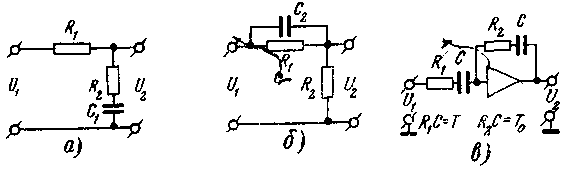 R₁
U₁
R₂
C₁
U₂
а)
C₂
R₁
U₁
R₂
U₂
б)
R₂ C
R₁ C
U₁
U₂
R₁C=T R₂C=T₀
в)